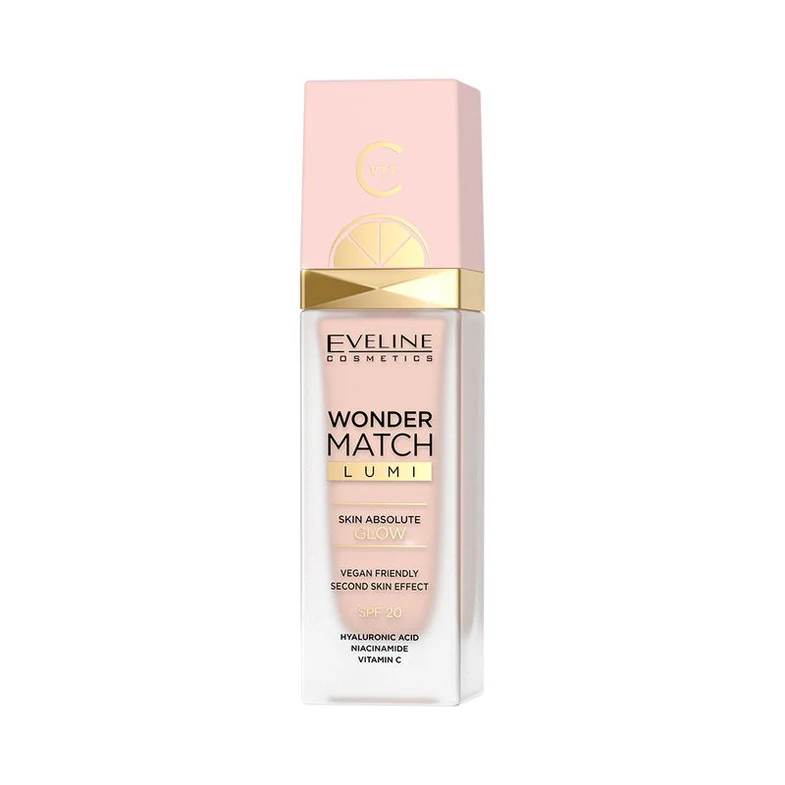 C
VIT
EVELINE
COSMETICS
WONDER
MATCH
LUMI
SKIN ABSOLUTE
GLOW
VEGAN FRIENDLY
SECOND SKIN EFFECT
SPF 20
HYALURONIC ACID
NIACINAMIDE
VITAMIN C